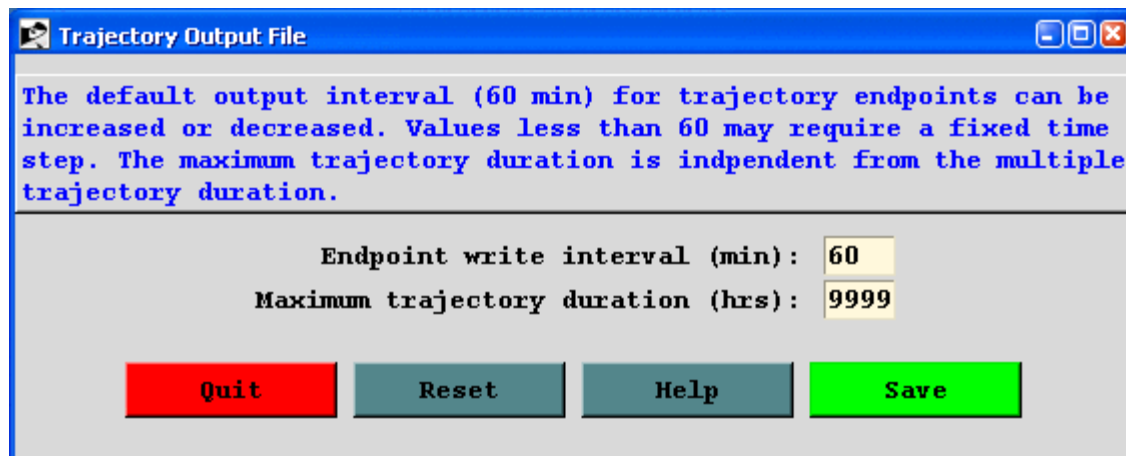 Trajectory Output File
The default output interval (60 min) for trajectory endpoints can be
increased or decreased. Values less than 60 may require a fixed time
step. The maximum trajectory duration is indpendent from the multiple
trajectory duration.
Endpoint write interval (min): 60
Maximum trajectory duration (hrs): 9999
Quit Reset Help Save